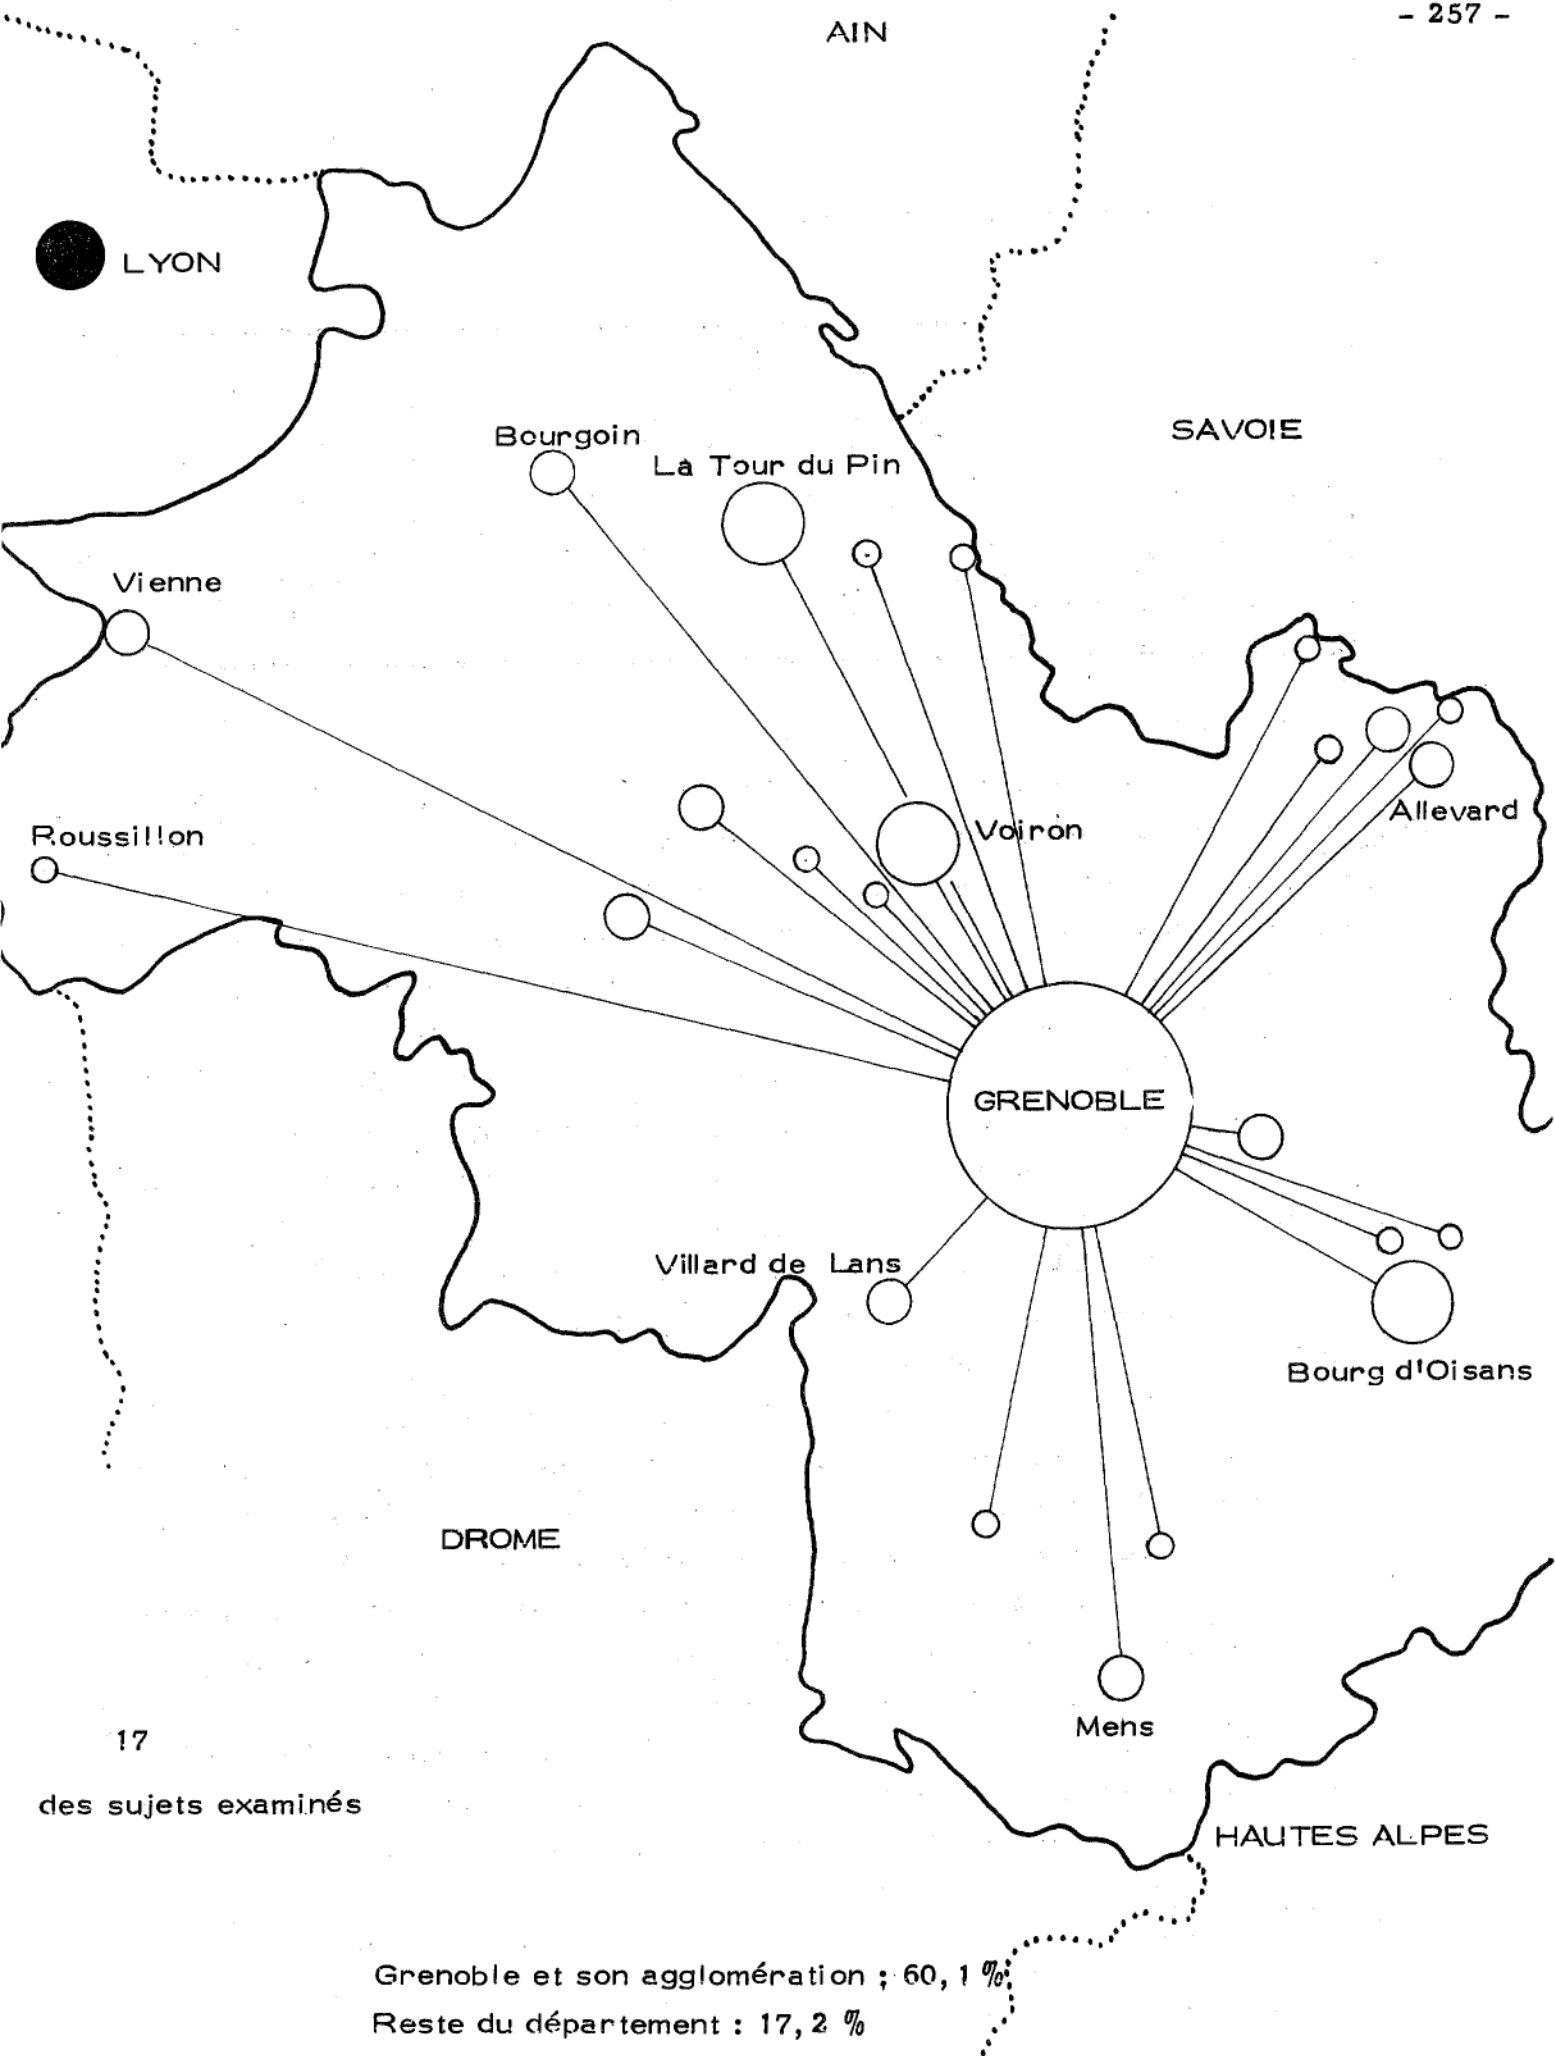 - 257 -
AIN
LYON
SAVOIE
Bourgoin
La Tour du Pin
Vienne
Allevard
Voiron
Roussillon
GRENOBLE
Villard de Lans
Bourg d'Oisans
DROME
Mens
17
des sujets examinés
HAUTES ALPES
Grenoble et son agglomération ; 60,1 %
Reste du département : 17,2 %